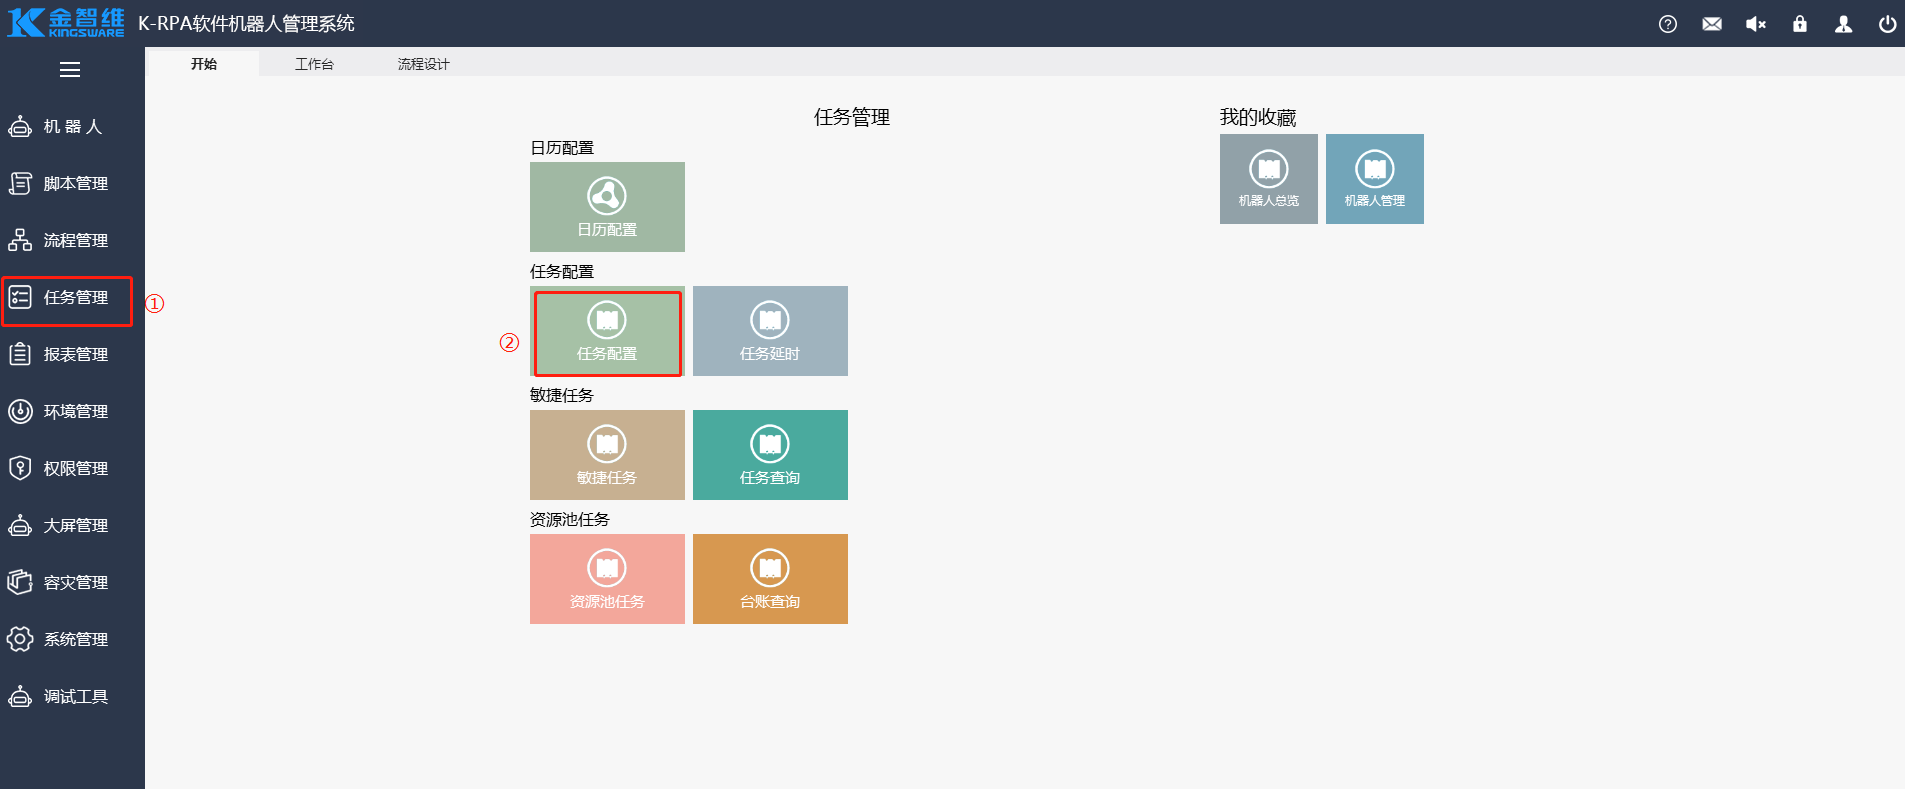 金智维
KINGSWARE
K-RPA软件机器人管理系统
开始 工作台 流程设计
机 器 人
脚本管理
流程管理
任务管理
①
报表管理
环境管理
权限管理
大屏管理
容灾管理
系统管理
调试工具
任务管理
日历配置
日历配置
任务配置
②
任务配置 任务延时
敏捷任务
敏捷任务 任务查询
资源池任务
资源池任务 台账查询
我的收藏
机器人总览 机器人管理